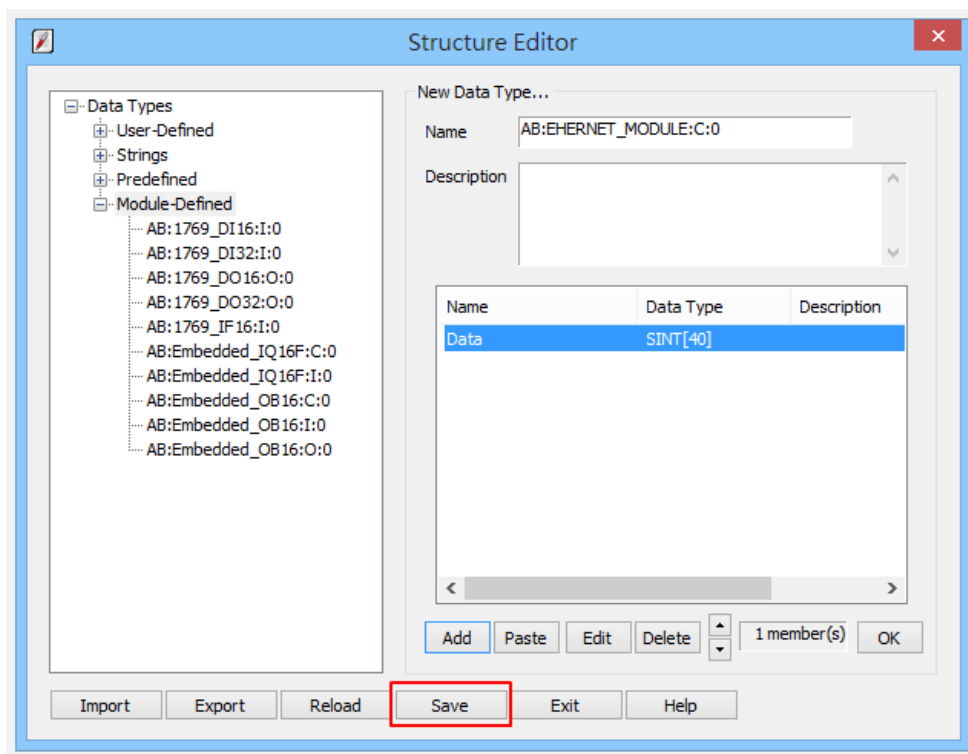 Structure Editor
Data Types
User-Defined
Strings
Predefined
Module-Defined
AB:1769_DI16:I:0
AB:1769_DI32:I:0
AB:1769_DO16:O:0
AB:1769_DO32:O:0
AB:1769_IF16:I:0
AB:Embedded_IQ16F:C:0
AB:Embedded_IQ16F:I:0
AB:Embedded_OB16:C:0
AB:Embedded_OB16:I:0
AB:Embedded_OB16:O:0
New Data Type...
Name AB:EHERNET_MODULE:C:0
Description
Name Data Type Description
Data SINT[40]
Add Paste Edit Delete 1 member(s) OK
Import Export Reload Save Exit Help